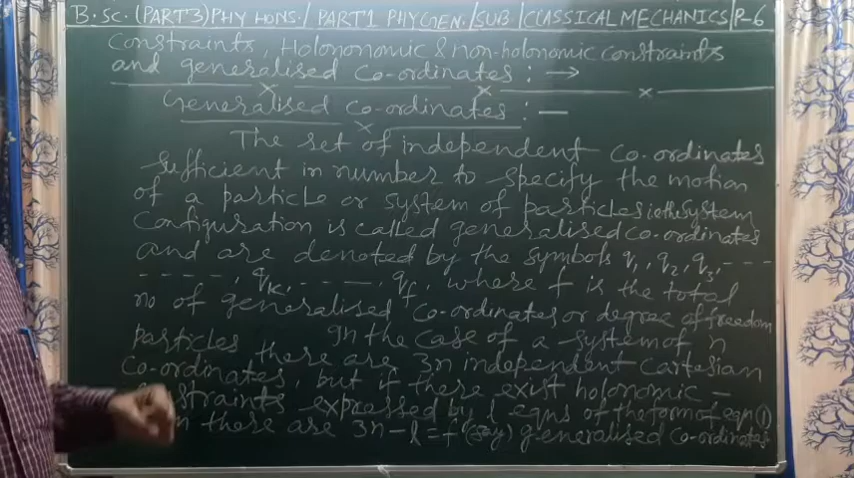 B.Sc.(PART3)PHY HONS./PART1 PHYGEN./SUB./CLASSICAL MECHANICS/P-6
Constraints, Holononomic & non-holonomic constraints
and generalised co-ordinates: →
Generalised co-ordinates: —
The set of independent co-ordinates
sufficient in number to specify the motion
of a particle or system of particles i.e the system
configuration is called generalised co-ordinates
and are denoted by the symbols q1, q2, q3, ---
-----, qk, -----, qf, where f is the total
no of generalised co-ordinates or degree of freedom
In the case of a system of n
particles there are 3n independent cartesian
co-ordinates, but if there exist holonomic –
straints expressed by l eqns of the form of eqn (1)
n there are 3n-l=f (say) generalised co-ordinates